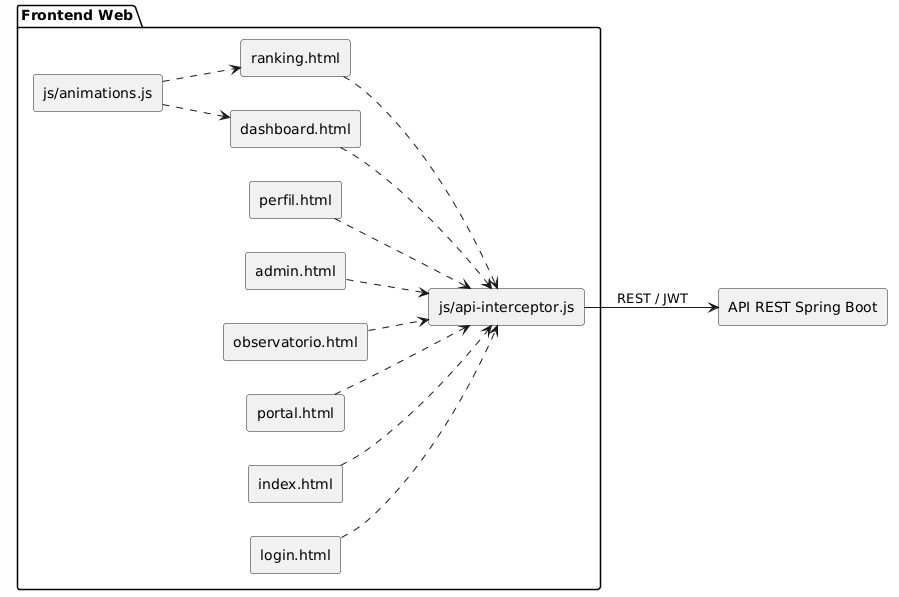 Frontend Web
ranking.html
js/animations.js
dashboard.html
perfil.html
admin.html
js/api-interceptor.js
REST / JWT
API REST Spring Boot
observatorio.html
portal.html
index.html
login.html